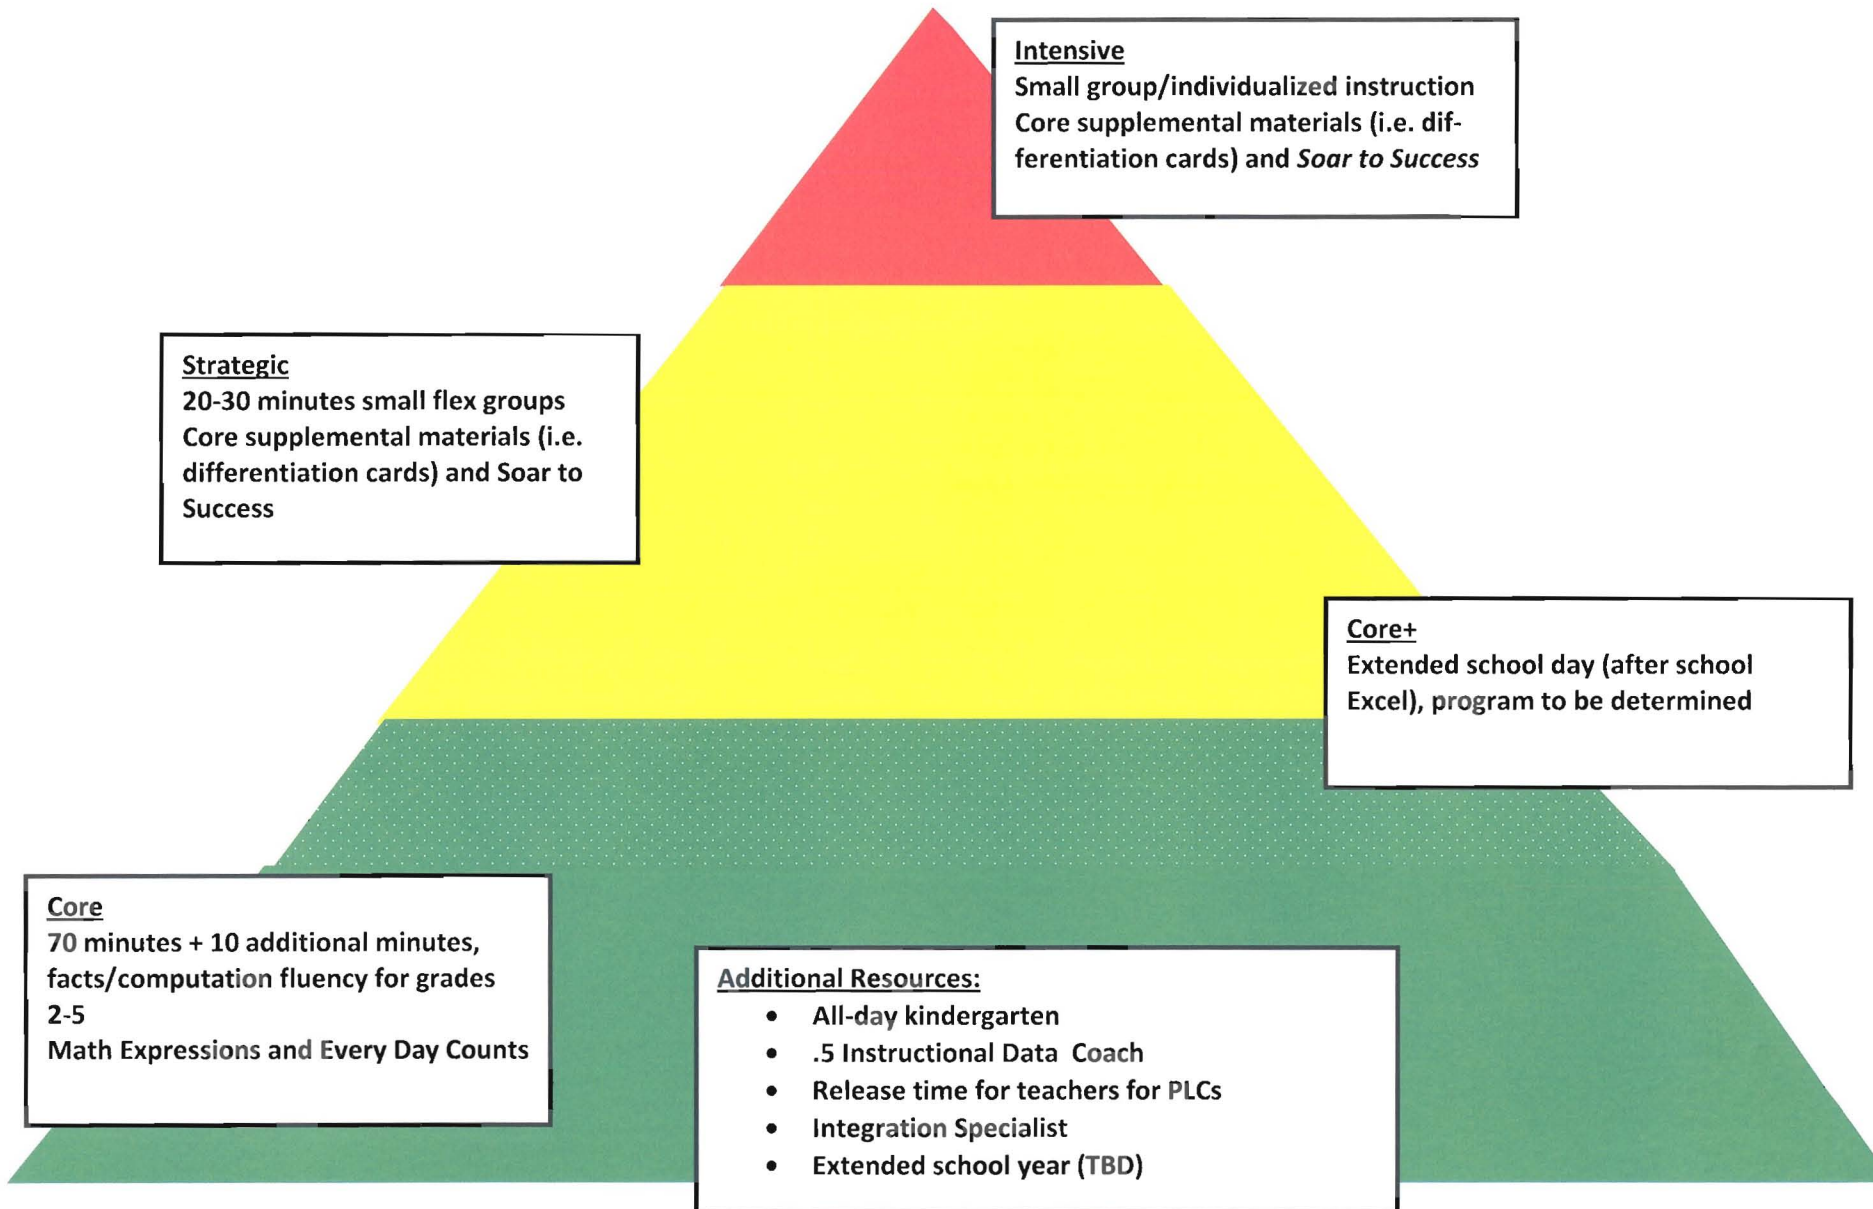 Intensive
Small group/individualized instruction
Core supplemental materials (i.e. dif-
ferentiation cards) and Soar to Success
Strategic
20-30 minutes small flex groups
Core supplemental materials (i.e.
differentiation cards) and Soar to
Success
Core+
Extended school day (after school
Excel), program to be determined
Core
70 minutes + 10 additional minutes,
facts/computation fluency for grades
2-5
Math Expressions and Every Day Counts
Additional Resources:
• All-day kindergarten
• .5 Instructional Data Coach
• Release time for teachers for PLCs
• Integration Specialist
• Extended school year (TBD)